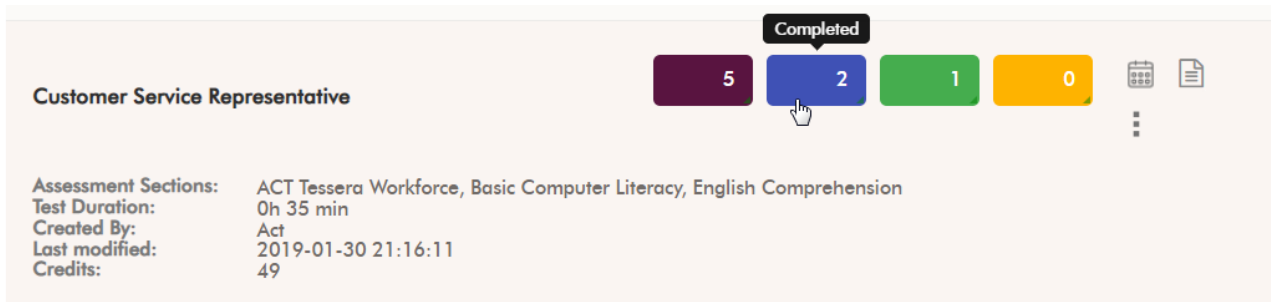 Completed
Customer Service Representative
5 2 1 0
Assessment Sections: ACT Tessera Workforce, Basic Computer Literacy, English Comprehension
Test Duration: 0h 35 min
Created By: Act
Last modified: 2019-01-30 21:16:11
Credits: 49